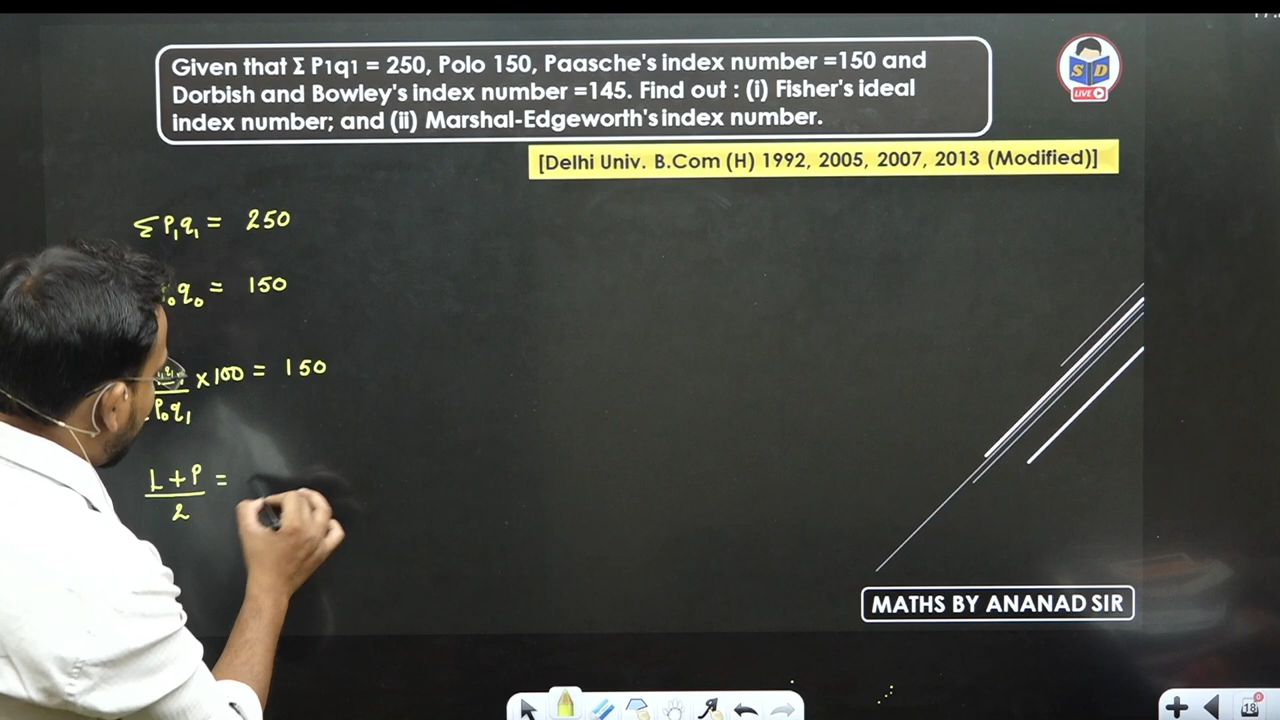 Given that Σ P1q1 = 250, Polo 150, Paasche's index number =150 and
Dorbish and Bowley's index number =145. Find out : (i) Fisher's ideal
index number; and (ii) Marshal-Edgeworth's index number.
SD
LIVE
[Delhi Univ. B.Com (H) 1992, 2005, 2007, 2013 (Modified)]
Σ P₁q₁ = 250
₀q₀ = 150
× 100 = 150
P₀q₁
L + P =
2
MATHS BY ANANAD SIR
18